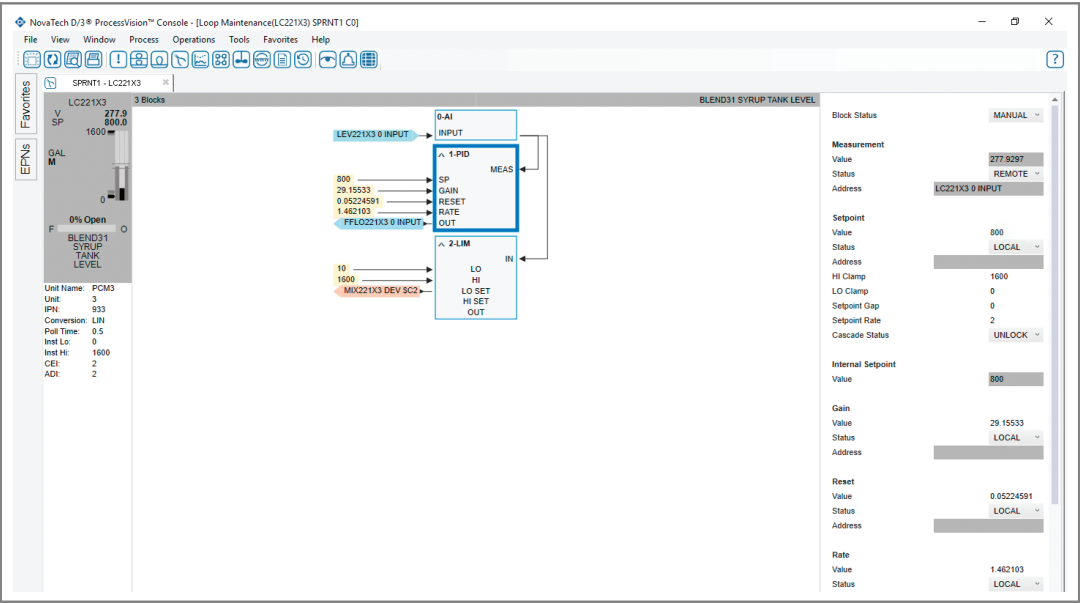 NovaTech D/3® ProcessVision™ Console - [Loop Maintenance(LC221X3) SPRNT1 C0]
File View Window Process Operations Tools Favorites Help
SPRNT1 - LC221X3
Favorites
EPNs
LC221X3
V 277.9
SP 800.0
1600
GAL
M
0
0% Open
F O
BLEND31
SYRUP
TANK
LEVEL
Unit Name: PCM3
Unit: 3
IPN: 933
Conversion: LIN
Poll Time: 0.5
Inst Lo: 0
Inst Hi: 1600
CEI: 2
ADI: 2
3 Blocks BLEND31 SYRUP TANK LEVEL
0-AI
LEV221X3 0 INPUT INPUT
1-PID
MEAS
800 SP
29.15533 GAIN
0.05224591 RESET
1.462103 RATE
FFLO221X3 0 INPUT OUT
2-LIM
IN
10 LO
1600 HI
MIX221X3 DEV SC2 LO SET
HI SET
OUT
Block Status MANUAL
Measurement
Value 277.9297
Status REMOTE
Address LC221X3 0 INPUT
Setpoint
Value 800
Status LOCAL
Address
HI Clamp 1600
LO Clamp 0
Setpoint Gap 0
Setpoint Rate 2
Cascade Status UNLOCK
Internal Setpoint
Value 800
Gain
Value 29.15533
Status LOCAL
Address
Reset
Value 0.05224591
Status LOCAL
Address
Rate
Value 1.462103
Status LOCAL